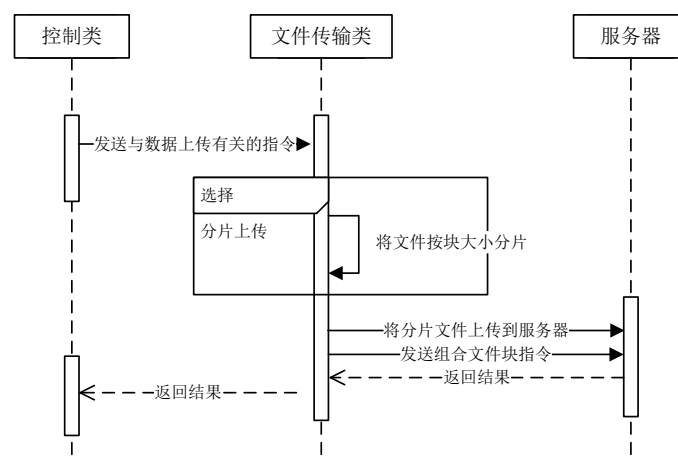 控制类
文件传输类
服务器
发送与数据上传有关的指令
选择
分片上传
将文件按块大小分片
将分片文件上传到服务器
发送组合文件块指令
返回结果
返回结果